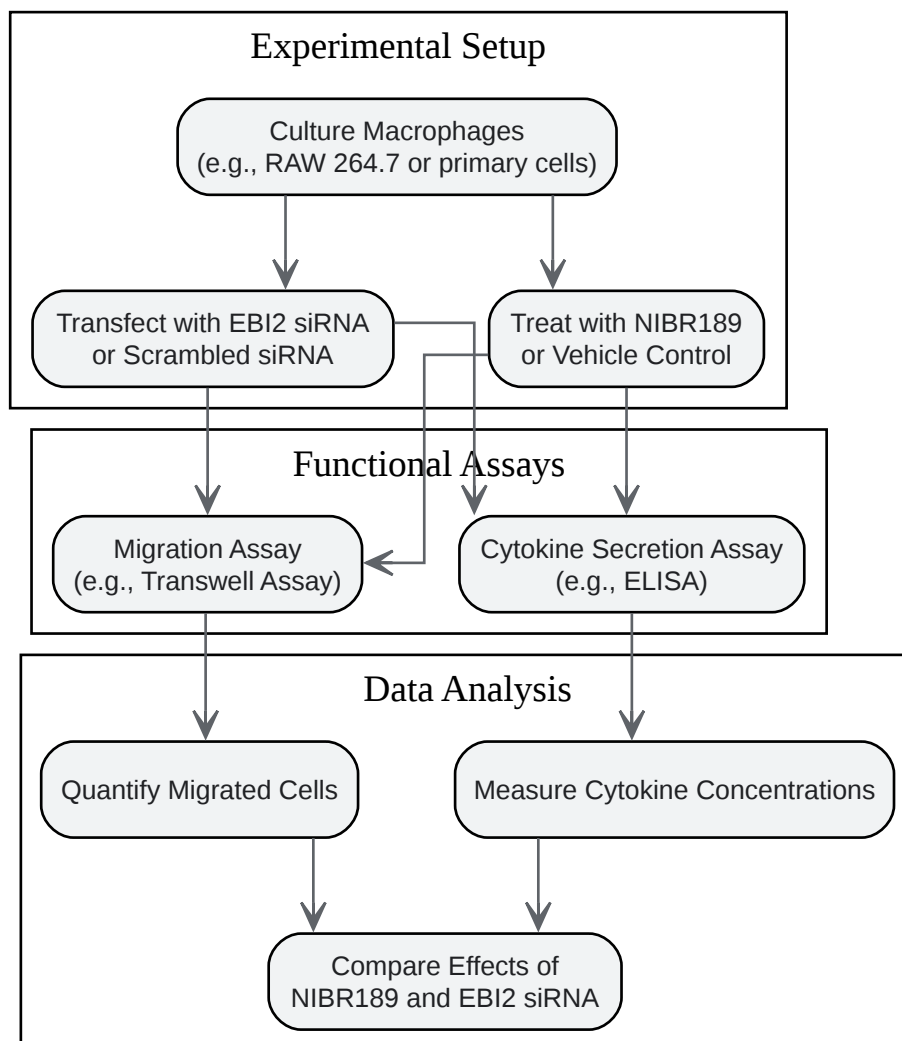 Experimental Setup
Culture Macrophages
(e.g., RAW 264.7 or primary cells)
Transfect with EBI2 siRNA
or Scrambled siRNA
Treat with NIBR189
or Vehicle Control
Functional Assays
Migration Assay
(e.g., Transwell Assay)
Cytokine Secretion Assay
(e.g., ELISA)
Data Analysis
Quantify Migrated Cells
Measure Cytokine Concentrations
Compare Effects of
NIBR189 and EBI2 siRNA